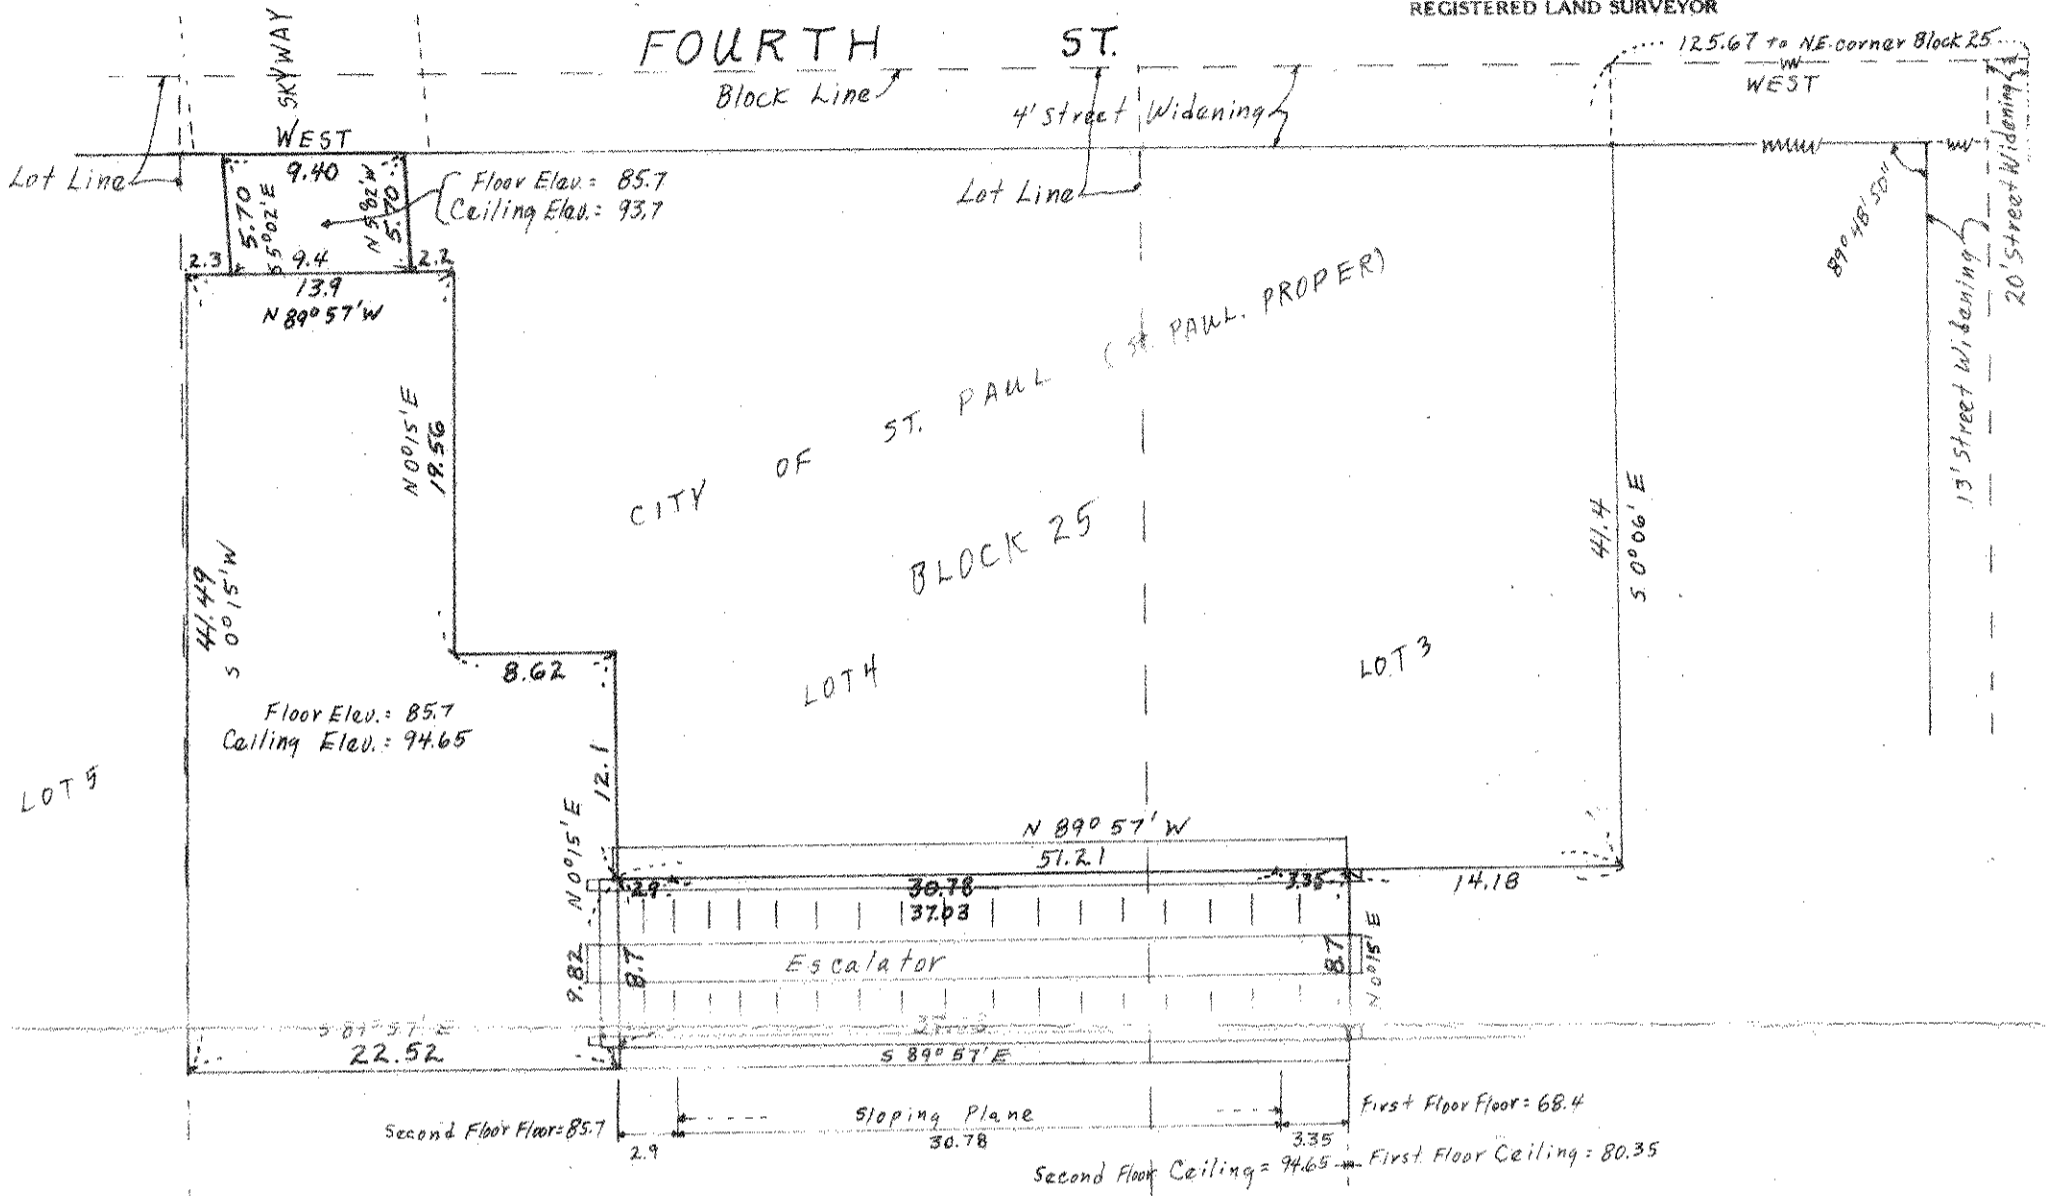 REGISTERED LAND SURVEYOR
SKYWAY
FOURTH ST.
125.67 to N.E. corner Block 25
WEST
Block Line
4' Street Widening
WEST
9.40
Lot Line
Floor Elev.: 85.7
Ceiling Elev.: 93.7
Lot Line
5.70
S 5°02' E
N 5°02' W
5.70
89°48'50"
13' Street Widening
20' Street Widening
2.3
9.4
2.2
13.9
N 89°57' W
N 0°15' E
19.56
CITY OF ST. PAUL (ST. PAUL PROPER)
BLOCK 25
41.4
S 0°06' E
41.49
S 0°15' W
8.62
LOT 4
LOT 3
Floor Elev.: 85.7
Ceiling Elev.: 94.65
LOT 5
12.1
N 0°15' E
N 89° 57' W
51.21
2.9
30.78
3.35
14.18
37.03
9.82
8.7
Escalator
8.7
N 0°15' E
S 89°57' E
22.52
S 89° 57' E
Second Floor Floor = 85.7
2.9
Sloping Plane
30.78
3.35
First Floor Floor = 68.4
Second Floor Ceiling = 94.65
First Floor Ceiling = 80.35